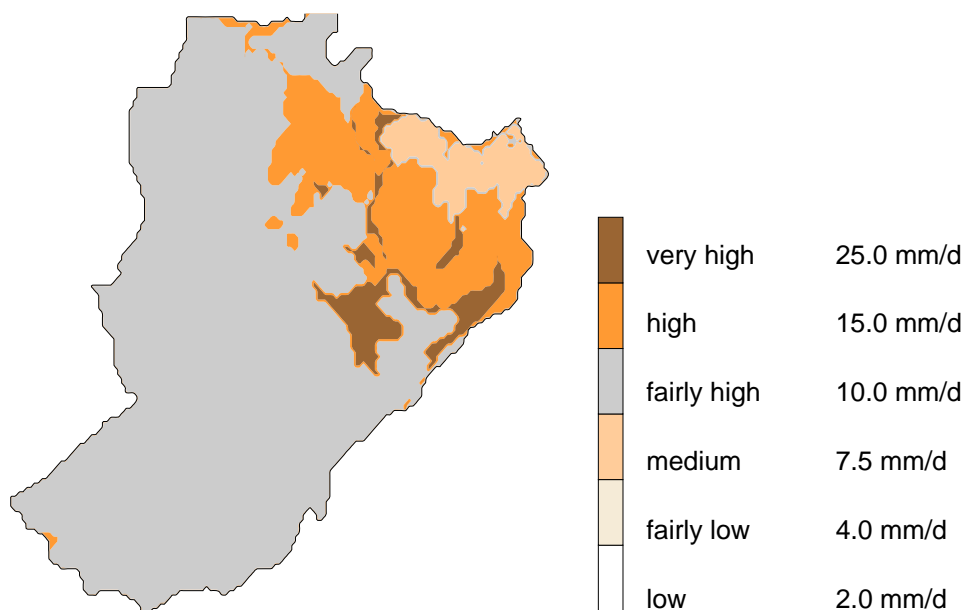 very high 25.0 mm/d
high 15.0 mm/d
fairly high 10.0 mm/d
medium 7.5 mm/d
fairly low 4.0 mm/d
low 2.0 mm/d